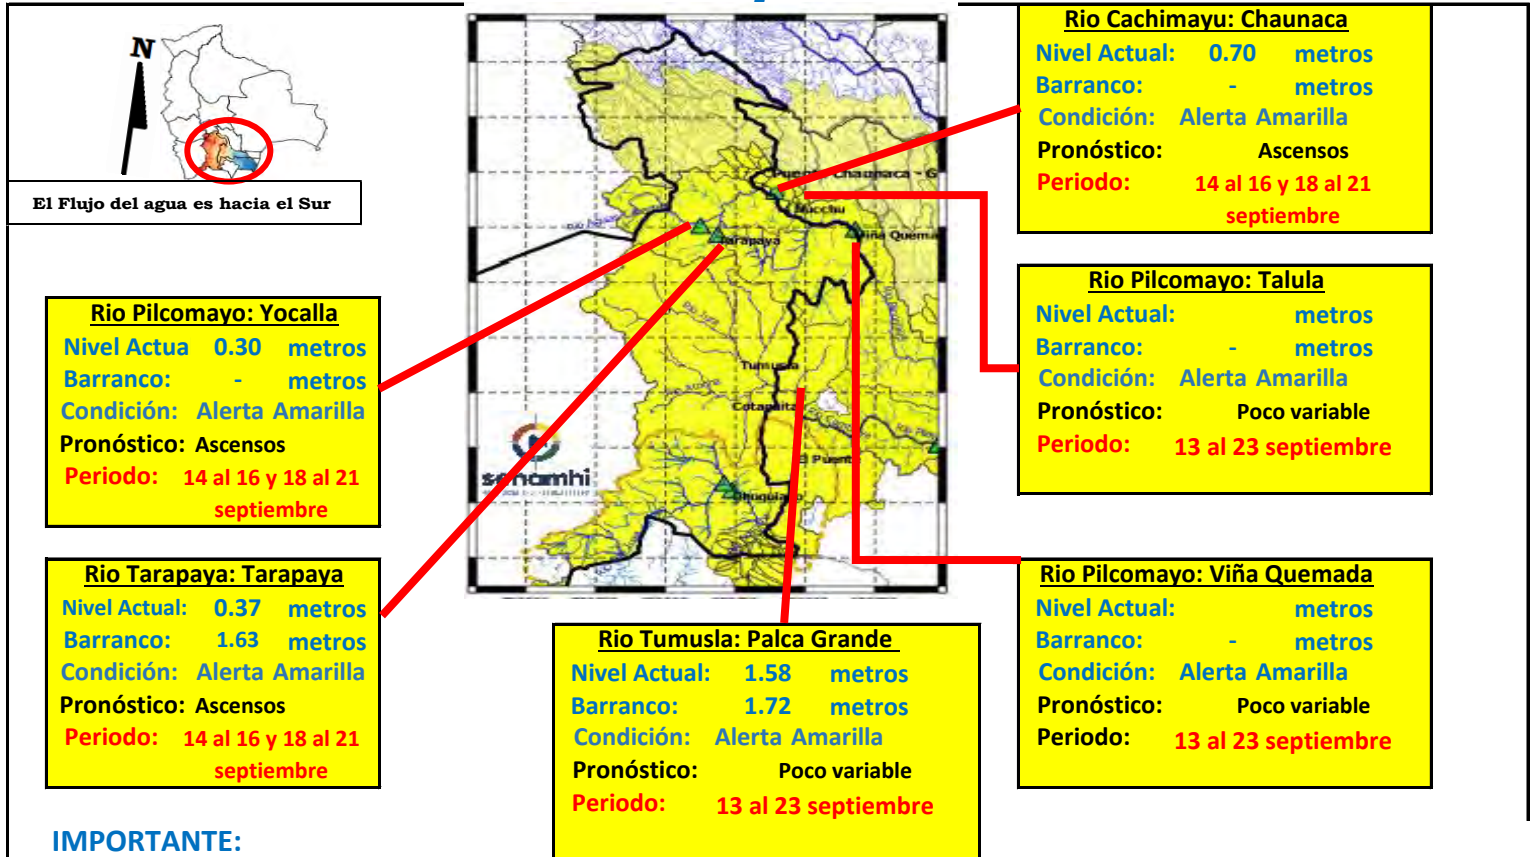 N
El Flujo del agua es hacia el Sur
Rio Cachimayu: Chaunaca
Nivel Actual: 0.70 metros
Barranco: - metros
Condición: Alerta Amarilla
Pronóstico: Ascensos
Periodo: 14 al 16 y 18 al 21
septiembre
Rio Pilcomayo: Yocalla
Nivel Actua 0.30 metros
Barranco: - metros
Condición: Alerta Amarilla
Pronóstico: Ascensos
Periodo: 14 al 16 y 18 al 21
septiembre
Rio Pilcomayo: Talula
Nivel Actual: metros
Barranco: - metros
Condición: Alerta Amarilla
Pronóstico: Poco variable
Periodo: 13 al 23 septiembre
Puente Chaunaca - G
Tarapaya
Viña Quema
Tumusla
Cotagaita
El Puente
senamhi
Rio Tarapaya: Tarapaya
Nivel Actual: 0.37 metros
Barranco: 1.63 metros
Condición: Alerta Amarilla
Pronóstico: Ascensos
Periodo: 14 al 16 y 18 al 21
septiembre
Rio Tumusla: Palca Grande
Nivel Actual: 1.58 metros
Barranco: 1.72 metros
Condición: Alerta Amarilla
Pronóstico: Poco variable
Periodo: 13 al 23 septiembre
Rio Pilcomayo: Viña Quemada
Nivel Actual: metros
Barranco: - metros
Condición: Alerta Amarilla
Pronóstico: Poco variable
Periodo: 13 al 23 septiembre
IMPORTANTE: